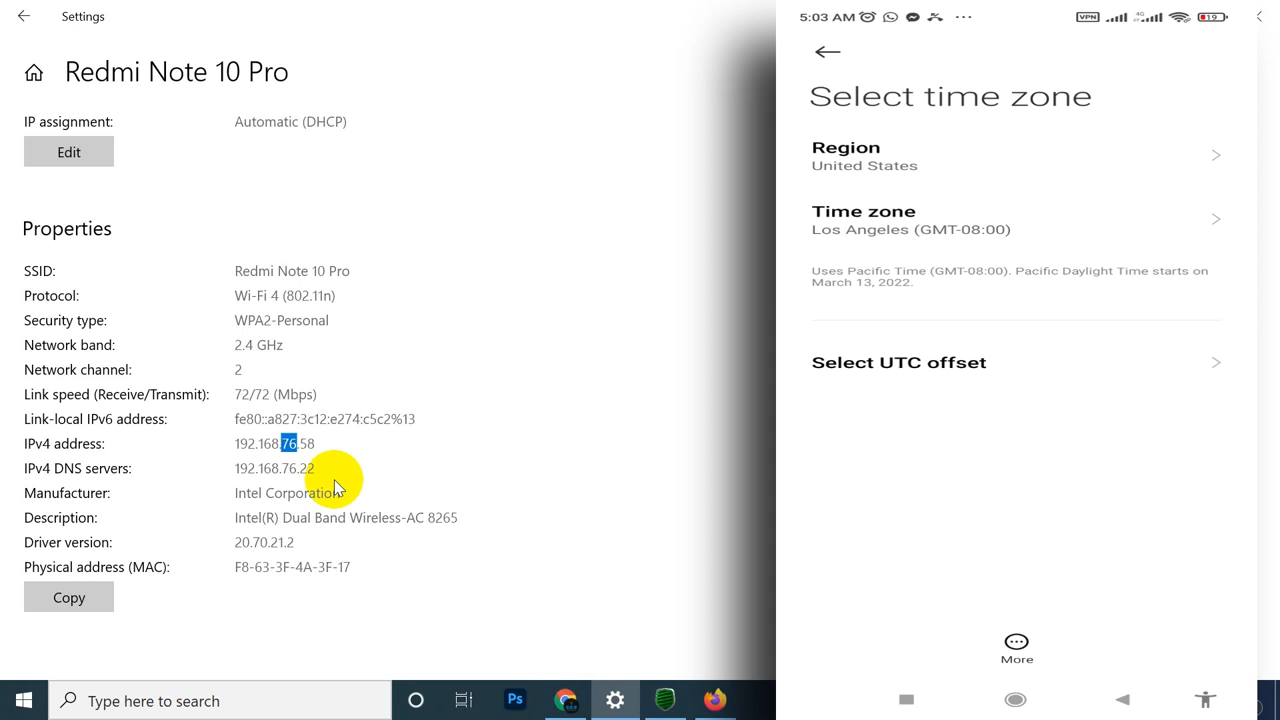 Settings
Redmi Note 10 Pro
IP assignment: Automatic (DHCP)
Edit
Properties
SSID: Redmi Note 10 Pro
Protocol: Wi-Fi 4 (802.11n)
Security type: WPA2-Personal
Network band: 2.4 GHz
Network channel: 2
Link speed (Receive/Transmit): 72/72 (Mbps)
Link-local IPv6 address: fe80::a827:3c12:e274:c5c2%13
IPv4 address: 192.168.76.58
IPv4 DNS servers: 192.168.76.22
Manufacturer: Intel Corporation
Description: Intel(R) Dual Band Wireless-AC 8265
Driver version: 20.70.21.2
Physical address (MAC): F8-63-3F-4A-3F-17
Copy
Type here to search
Ps
5:03 AM
VPN
4G
19
Select time zone
Region
United States
Time zone
Los Angeles (GMT-08:00)
Uses Pacific Time (GMT-08:00). Pacific Daylight Time starts on
March 13, 2022.
Select UTC offset
More